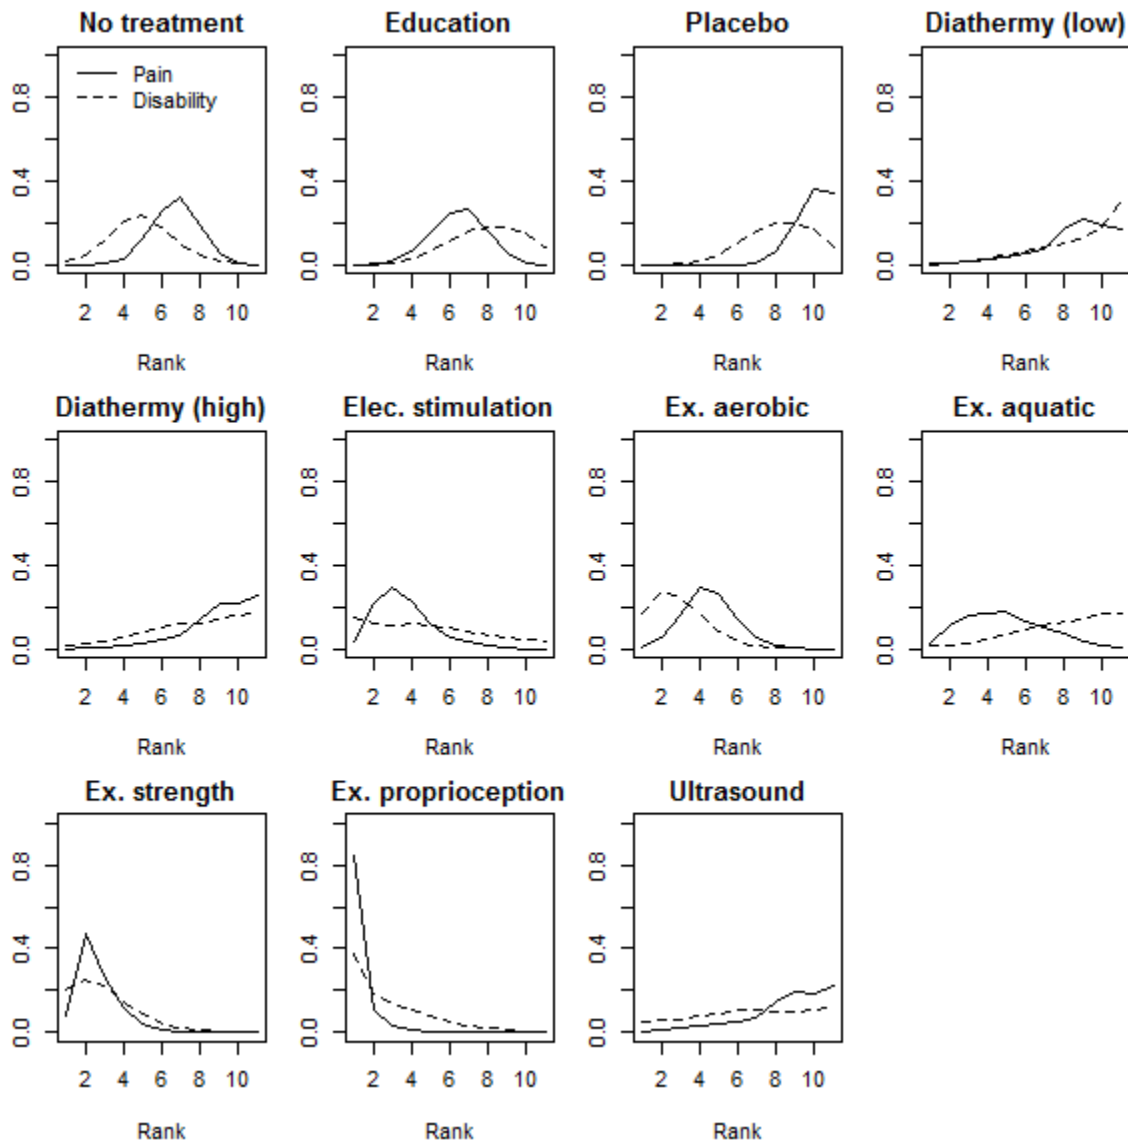 No treatment
Education
Placebo
Diathermy (low)
Pain
Disability
0.0 0.4 0.8
0.0 0.4 0.8
0.0 0.4 0.8
0.0 0.4 0.8
2 4 6 8 10
2 4 6 8 10
2 4 6 8 10
2 4 6 8 10
Rank
Rank
Rank
Rank
Diathermy (high)
Elec. stimulation
Ex. aerobic
Ex. aquatic
0.0 0.4 0.8
0.0 0.4 0.8
0.0 0.4 0.8
0.0 0.4 0.8
2 4 6 8 10
2 4 6 8 10
2 4 6 8 10
2 4 6 8 10
Rank
Rank
Rank
Rank
Ex. strength
Ex. proprioception
Ultrasound
0.0 0.4 0.8
0.0 0.4 0.8
0.0 0.4 0.8
2 4 6 8 10
2 4 6 8 10
2 4 6 8 10
Rank
Rank
Rank